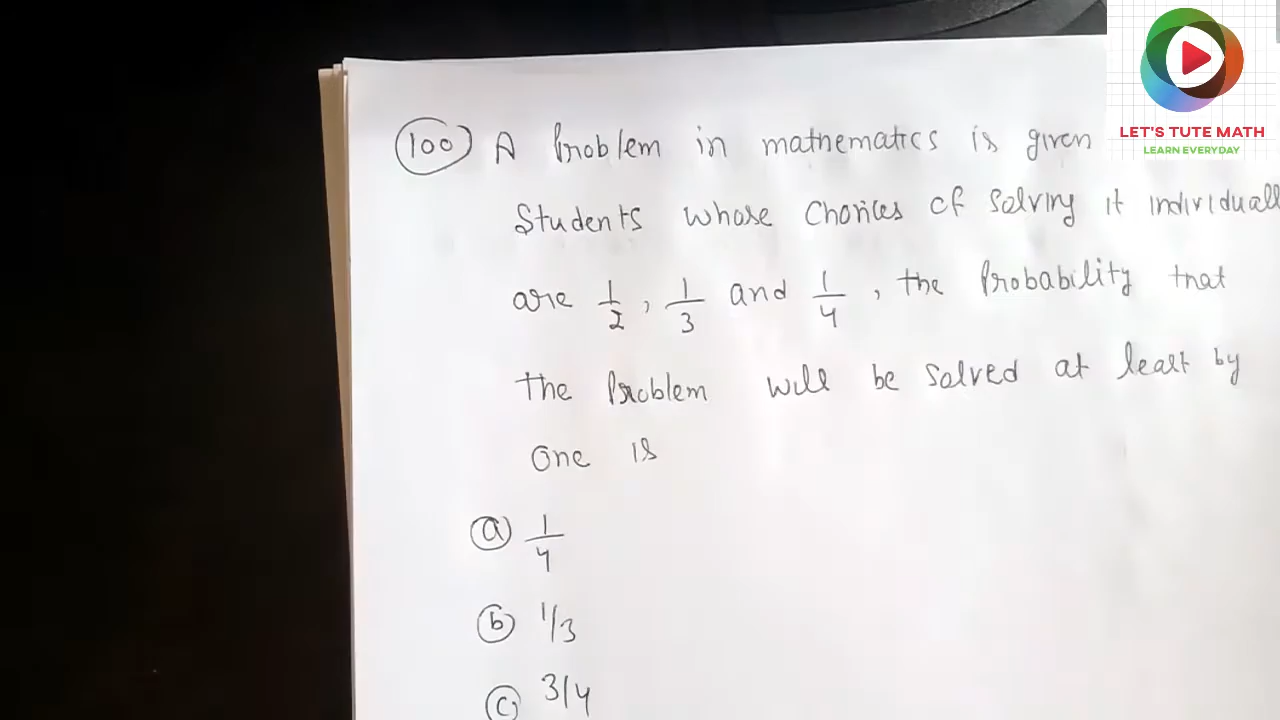 LET'S TUTE MATH
LEARN EVERYDAY
(100) A Problem in mathematics is given
Students whose choices of solving it individuall
are 1/2, 1/3 and 1/4, the Probability that
the Problem will be solved at least by
One is
(a) 1/4
(b) 1/3
(c) 3/4